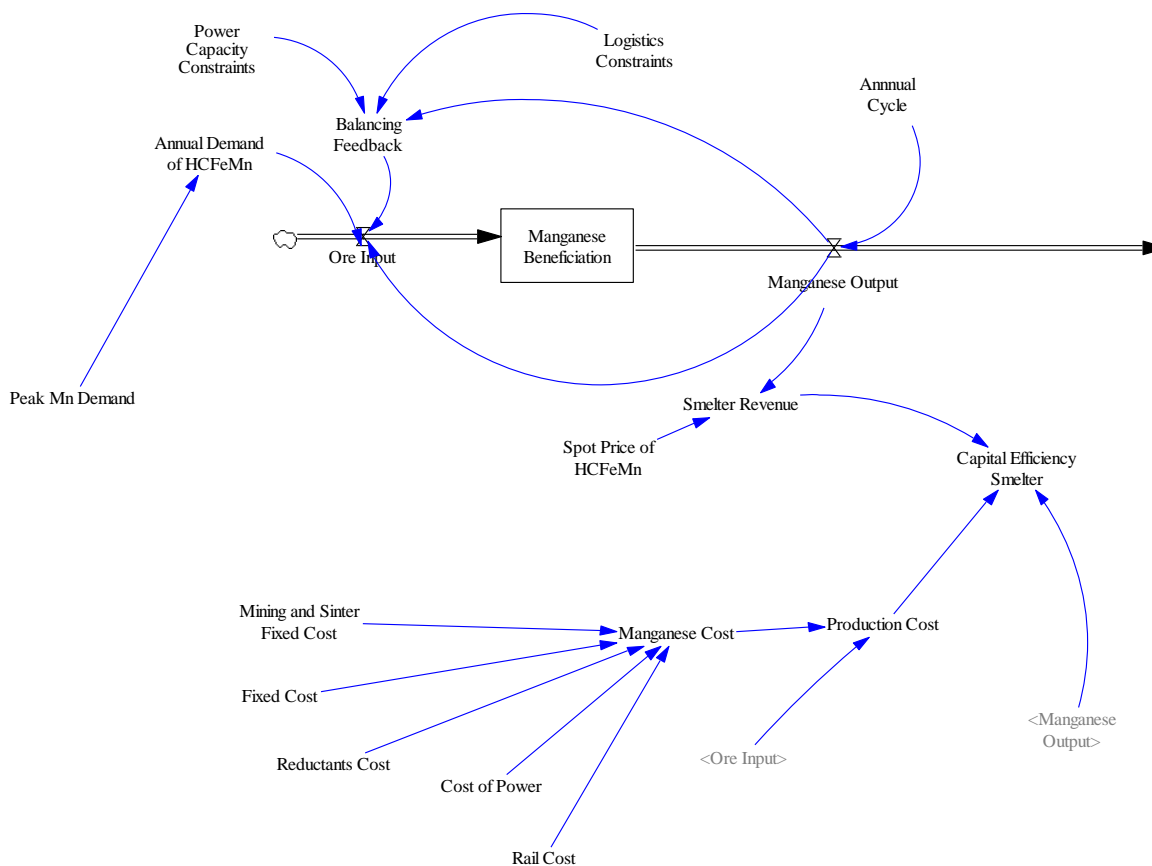 Power
Capacity
Constraints
Logistics
Constraints
Annnual
Cycle
Balancing
Feedback
Annual Demand
of HCFeMn
Ore Input
Manganese
Beneficiation
Manganese Output
Peak Mn Demand
Smelter Revenue
Spot Price of
HCFeMn
Capital Efficiency
Smelter
Mining and Sinter
Fixed Cost
Manganese Cost
Production Cost
Fixed Cost
Reductants Cost
Cost of Power
Rail Cost
<Ore Input>
<Manganese
Output>